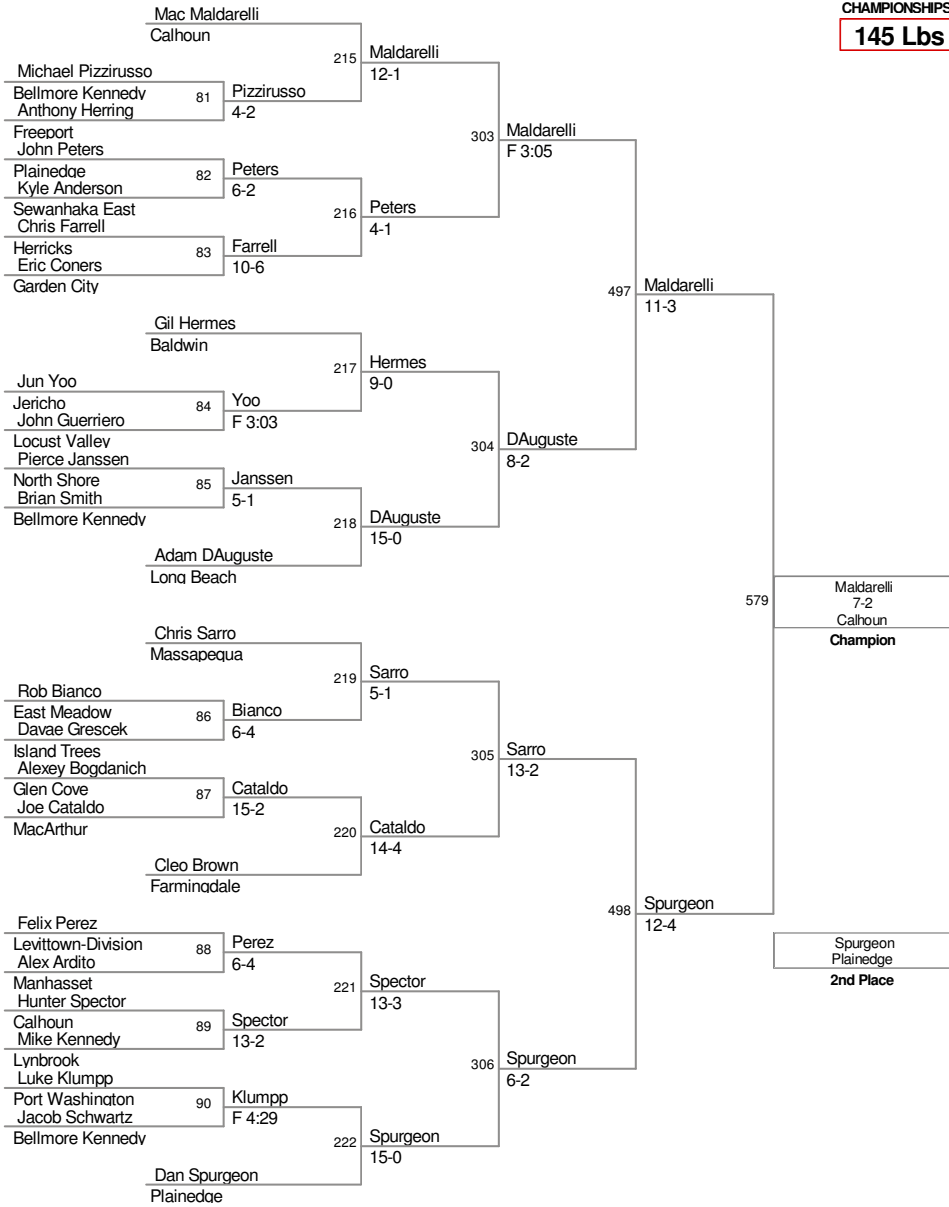 CHAMPIONSHIPS
145 Lbs
Mac Maldarelli
Calhoun
215
Maldarelli
12-1
Michael Pizzirusso
Bellmore Kennedy
81
Pizzirusso
4-2
Anthony Herring
Freeport
303
Maldarelli
F 3:05
John Peters
Plainedge
82
Peters
6-2
Kyle Anderson
Sewanhaka East
216
Peters
4-1
Chris Farrell
Herricks
83
Farrell
10-6
Eric Coners
Garden City
497
Maldarelli
11-3
Gil Hermes
Baldwin
217
Hermes
9-0
Jun Yoo
Jericho
84
Yoo
F 3:03
John Guerriero
Locust Valley
304
DAuguste
8-2
Pierce Janssen
North Shore
85
Janssen
5-1
Brian Smith
Bellmore Kennedy
218
DAuguste
15-0
Adam DAuguste
Long Beach
579
Maldarelli
7-2
Calhoun
Champion
Chris Sarro
Massapequa
219
Sarro
5-1
Rob Bianco
East Meadow
86
Bianco
6-4
Davae Grescek
Island Trees
305
Sarro
13-2
Alexey Bogdanich
Glen Cove
87
Cataldo
15-2
Joe Cataldo
MacArthur
220
Cataldo
14-4
Cleo Brown
Farmingdale
498
Spurgeon
12-4
Felix Perez
Levittown-Division
88
Perez
6-4
Alex Ardito
Manhasset
221
Spector
13-3
Hunter Spector
Calhoun
89
Spector
13-2
Mike Kennedy
Lynbrook
306
Spurgeon
6-2
Luke Klumpp
Port Washington
90
Klumpp
F 4:29
Jacob Schwartz
Bellmore Kennedy
222
Spurgeon
15-0
Dan Spurgeon
Plainedge
Spurgeon
Plainedge
2nd Place